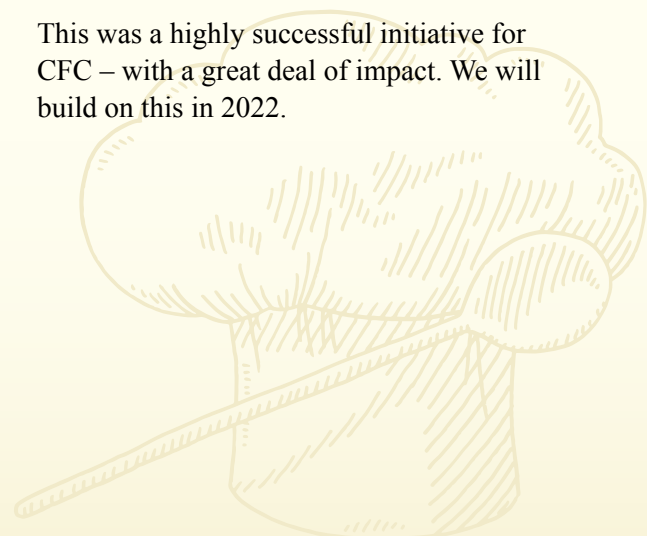 This was a highly successful initiative for
CFC – with a great deal of impact. We will
build on this in 2022.